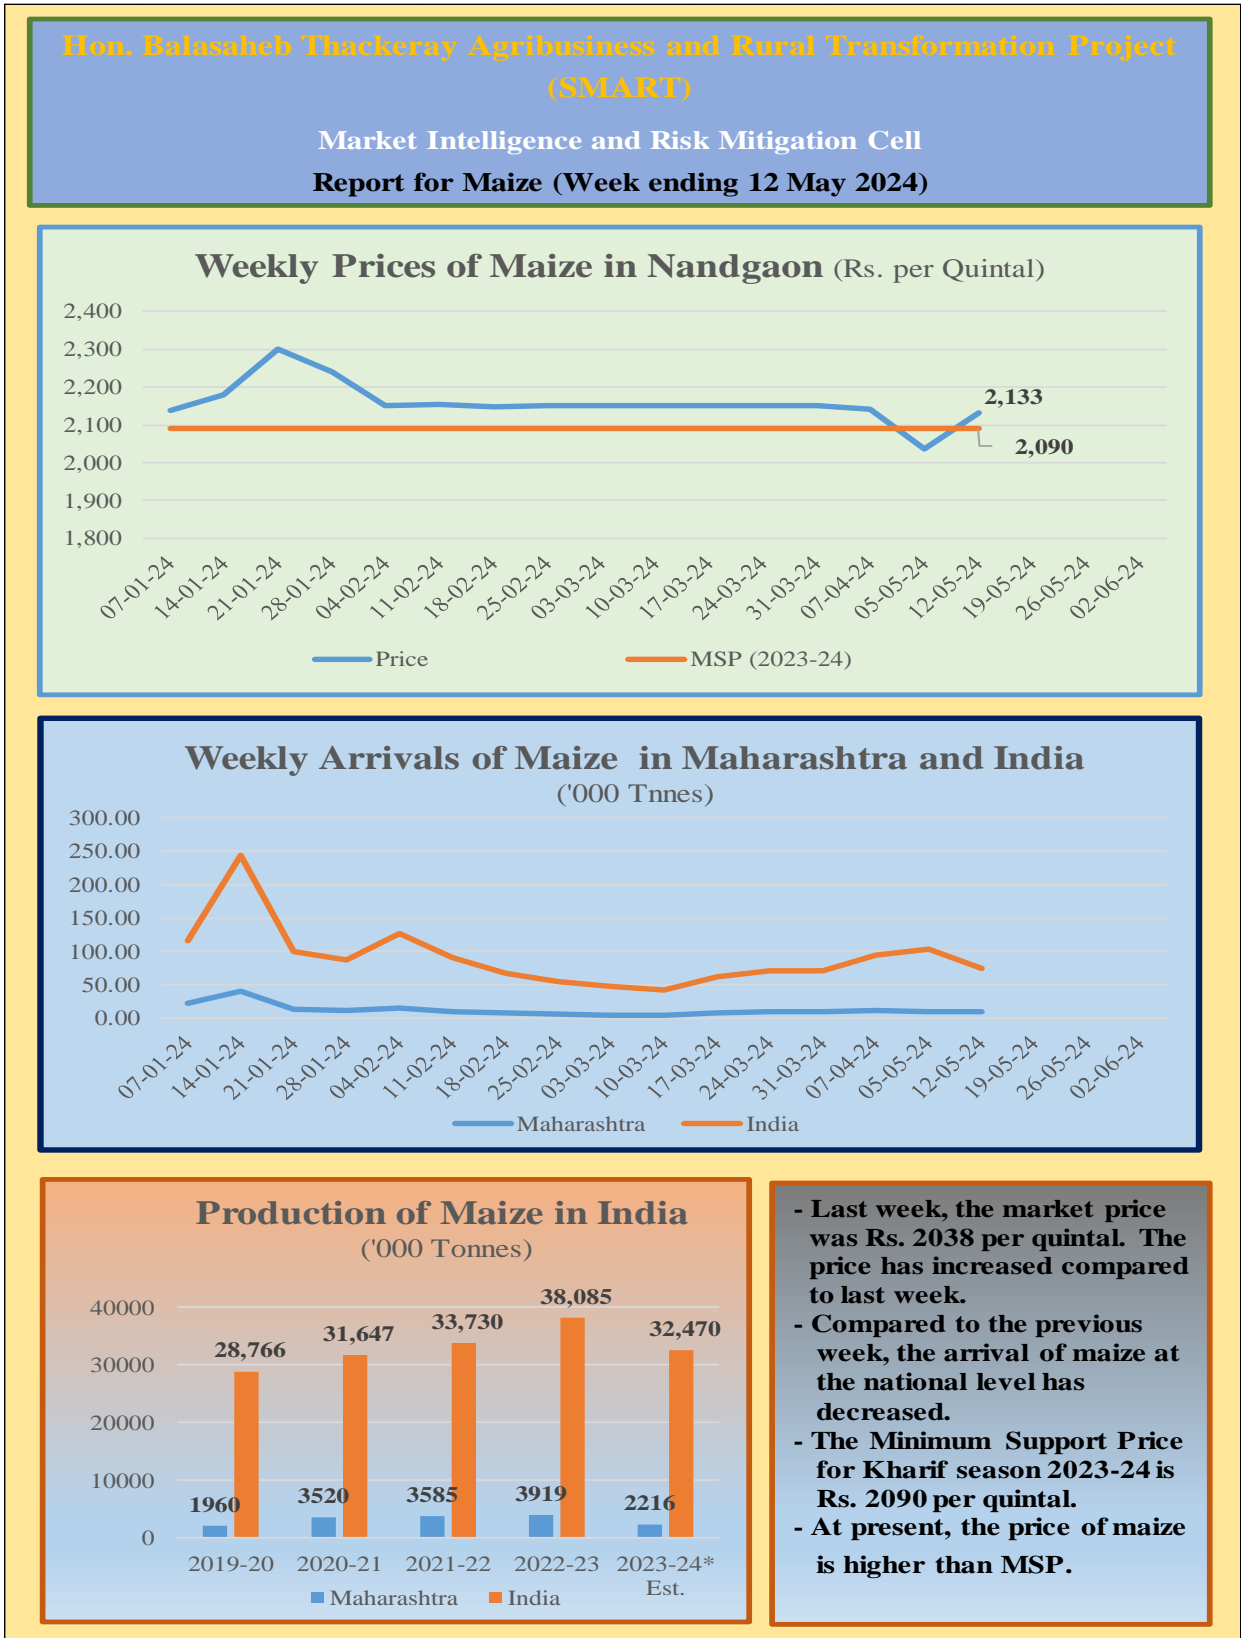 Hon. Balasaheb Thackeray Agribusiness and Rural Transformation Project
(SMART)
Market Intelligence and Risk Mitigation Cell
Report for Maize (Week ending 12 May 2024)
Weekly Prices of Maize in Nandgaon (Rs. per Quintal)
2,400
2,300
2,200
2,100
2,000
1,900
1,800
2,133
2,090
07-01-24
14-01-24
21-01-24
28-01-24
04-02-24
11-02-24
18-02-24
25-02-24
03-03-24
10-03-24
17-03-24
24-03-24
31-03-24
07-04-24
05-05-24
12-05-24
19-05-24
26-05-24
02-06-24
Price
MSP (2023-24)
Weekly Arrivals of Maize in Maharashtra and India
('000 Tnnes)
300.00
250.00
200.00
150.00
100.00
50.00
0.00
07-01-24
14-01-24
21-01-24
28-01-24
04-02-24
11-02-24
18-02-24
25-02-24
03-03-24
10-03-24
17-03-24
24-03-24
31-03-24
07-04-24
05-05-24
12-05-24
19-05-24
26-05-24
02-06-24
Maharashtra
India
Production of Maize in India
('000 Tonnes)
40000
30000
20000
10000
0
1960
28,766
3520
31,647
3585
33,730
3919
38,085
2216
32,470
2019-20
2020-21
2021-22
2022-23
2023-24*
Est.
Maharashtra
India
- Last week, the market price
was Rs. 2038 per quintal. The
price has increased compared
to last week.
- Compared to the previous
week, the arrival of maize at
the national level has
decreased.
- The Minimum Support Price
for Kharif season 2023-24 is
Rs. 2090 per quintal.
- At present, the price of maize
is higher than MSP.